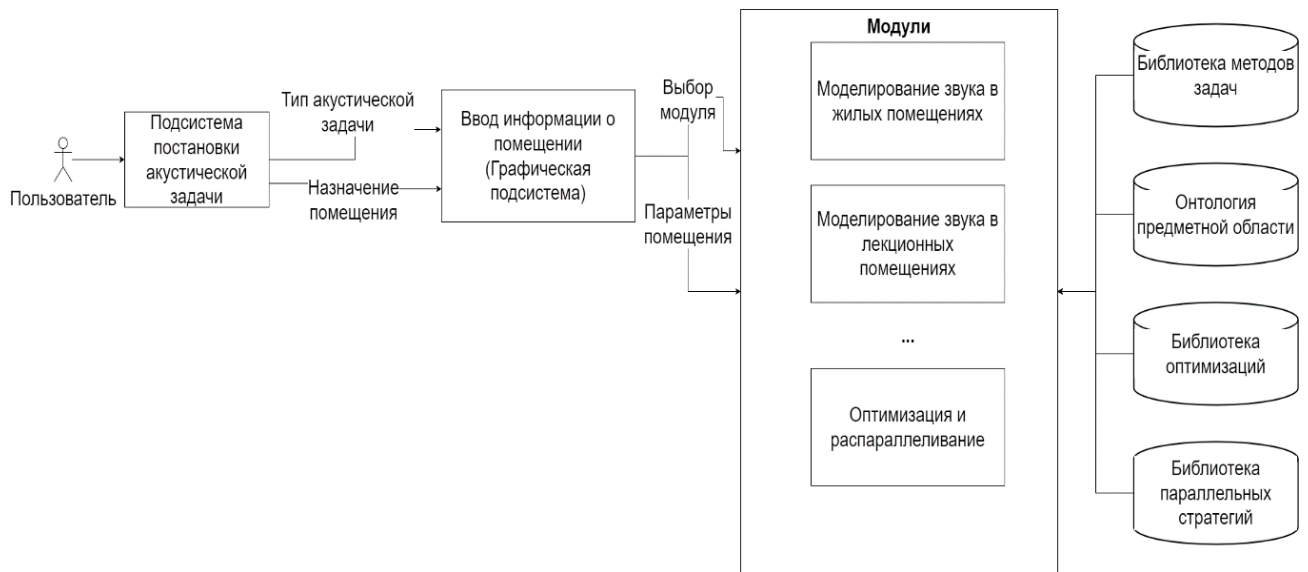 Пользователь
Подсистема
постановки
акустической
задачи
Тип акустической
задачи
Назначение
помещения
Ввод информации о
помещении
(Графическая
подсистема)
Выбор
модуля
Параметры
помещения
Модули
Моделирование звука в
жилых помещениях
Моделирование звука в
лекционных
помещениях
...
Оптимизация и
распараллеливание
Библиотека методов
задач
Онтология
предметной области
Библиотека
оптимизаций
Библиотека
параллельных
стратегий